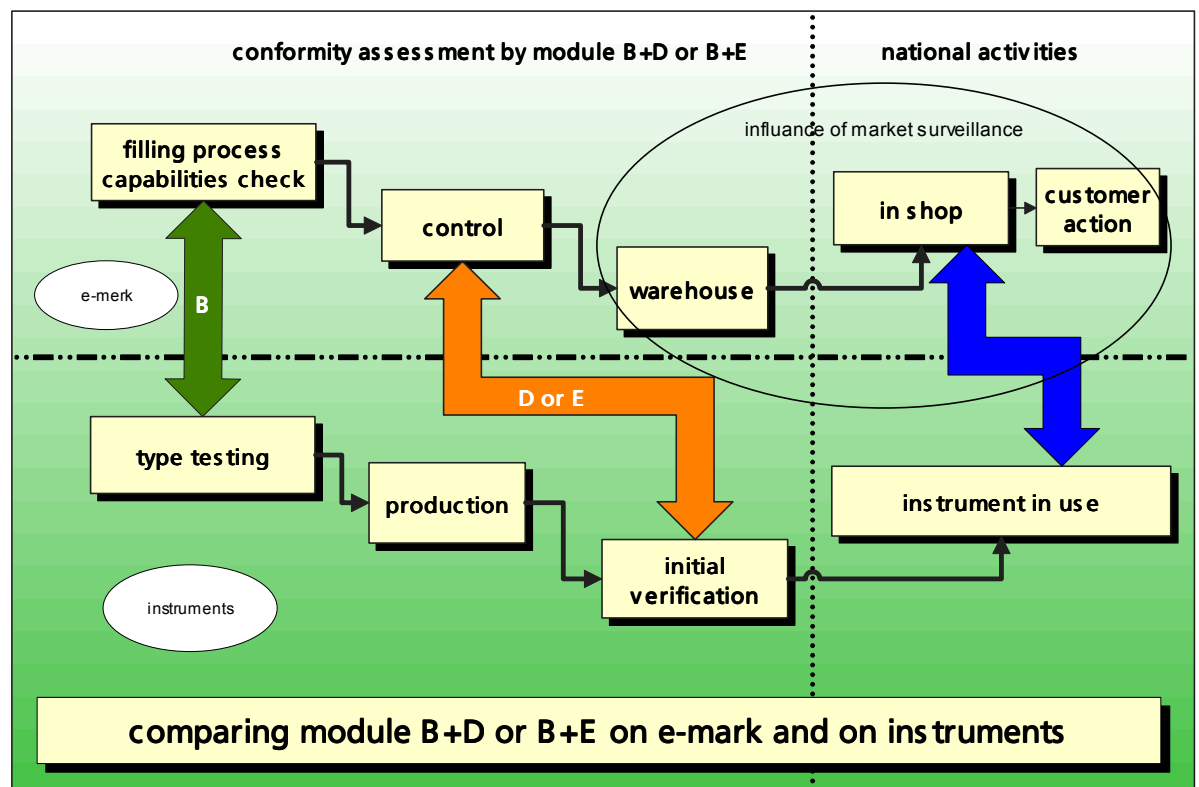 conformity assessment by module B+D or B+E
national activities
influance of market surveillance
filling process
capabilities check
control
in shop
customer
action
warehouse
e-merk
B
D or E
type testing
production
instrument in use
initial
verification
instruments
comparing module B+D or B+E on e-mark and on instruments